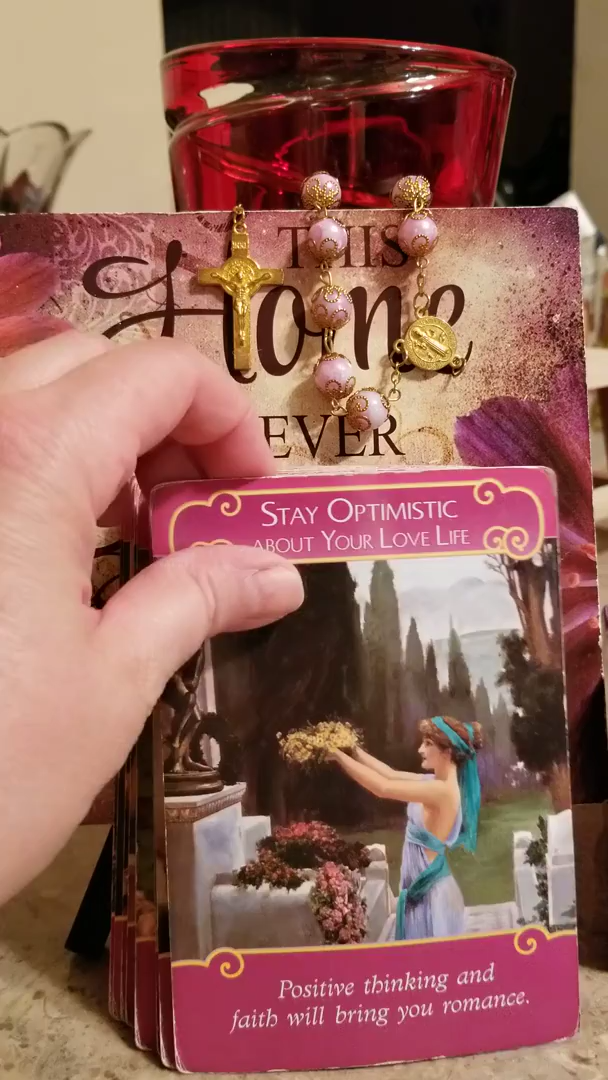 THIS
Home
EVER
STAY OPTIMISTIC
ABOUT YOUR LOVE LIFE
Positive thinking and
faith will bring you romance.